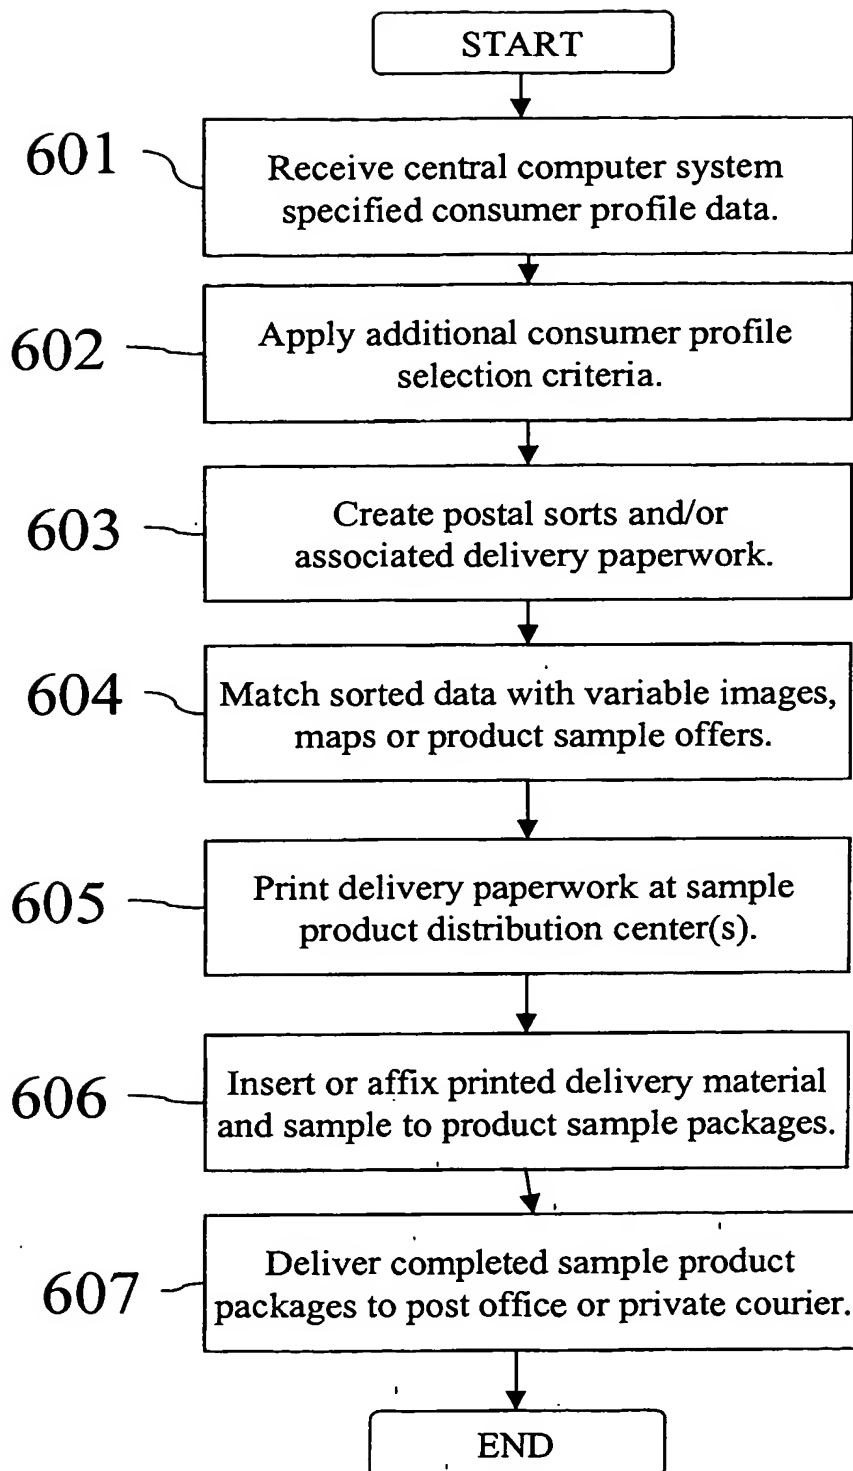 START
601
Receive central computer system
specified consumer profile data.
602
Apply additional consumer profile
selection criteria.
603
Create postal sorts and/or
associated delivery paperwork.
604
Match sorted data with variable images,
maps or product sample offers.
605
Print delivery paperwork at sample
product distribution center(s).
606
Insert or affix printed delivery material
and sample to product sample packages.
607
Deliver completed sample product
packages to post office or private courier.
END